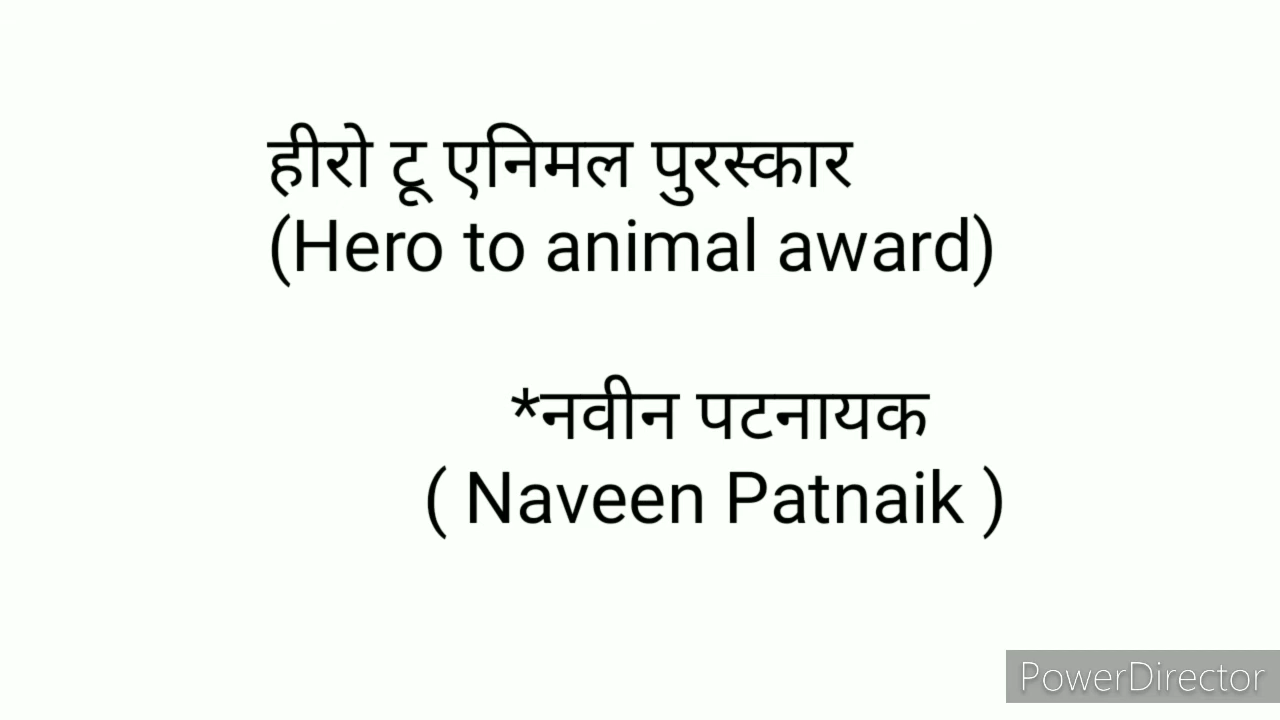 हीरो टू एनिमल पुरस्कार
(Hero to animal award)
*नवीन पटनायक
( Naveen Patnaik )
PowerDirector